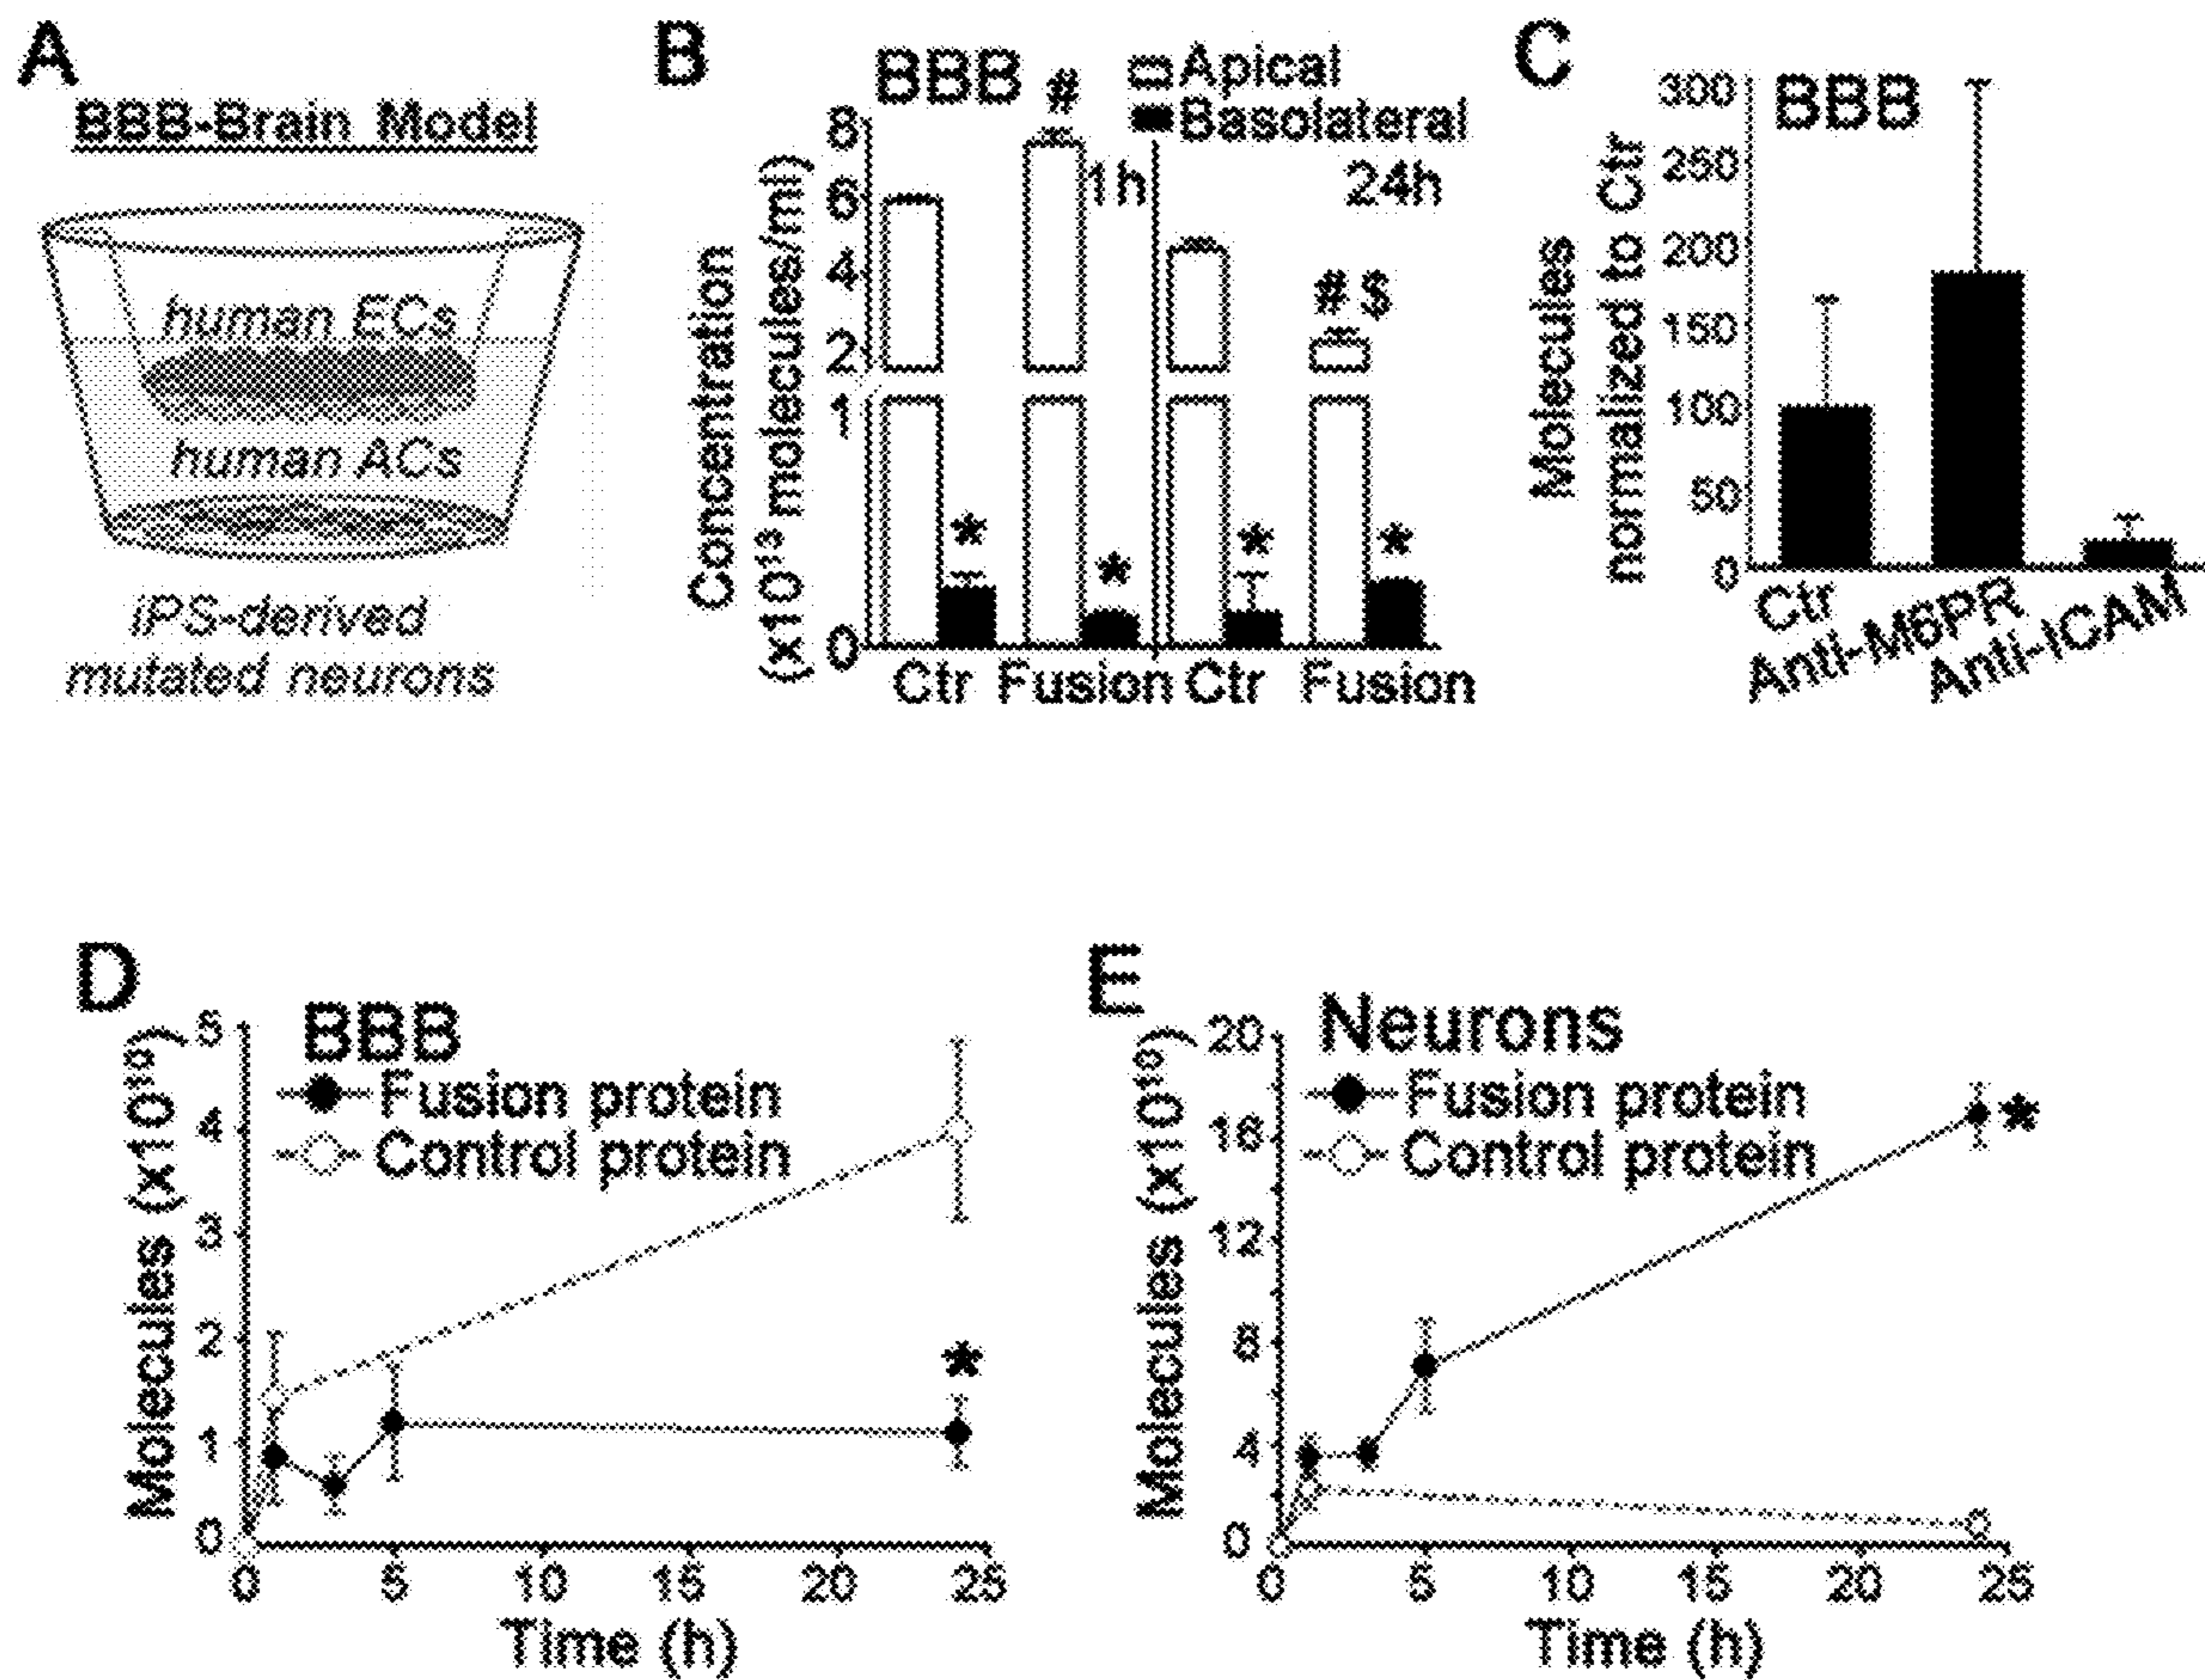 A
BBB-Brain Model
human ECs
human ACs
iPS-derived
mutated neurons
B
BBB
#
Apical
Basolateral
1h
24h
# $
Concentration
(x10¹³ molecules/ml)
8
6
4
2
1
0
*
*
*
*
Ctr Fusion Ctr Fusion
C
BBB
Molecules
normalized to Ctr
300
250
200
150
100
50
0
Ctr
Anti-M6PR
Anti-ICAM
D
BBB
Fusion protein
Control protein
Molecules (x10¹⁰)
5
4
3
2
1
0
*
0 5 10 15 20 25
Time (h)
E
Neurons
Fusion protein
Control protein
Molecules (x10¹⁰)
20
16
12
8
4
0
*
0 5 10 15 20 25
Time (h)